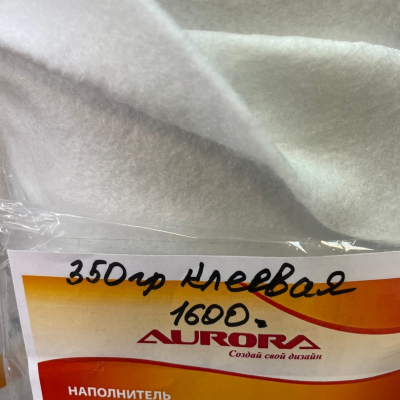 350гр клеевая
1600.
AURORA
Создай свой дизайн
НАПОЛНИТЕЛЬ